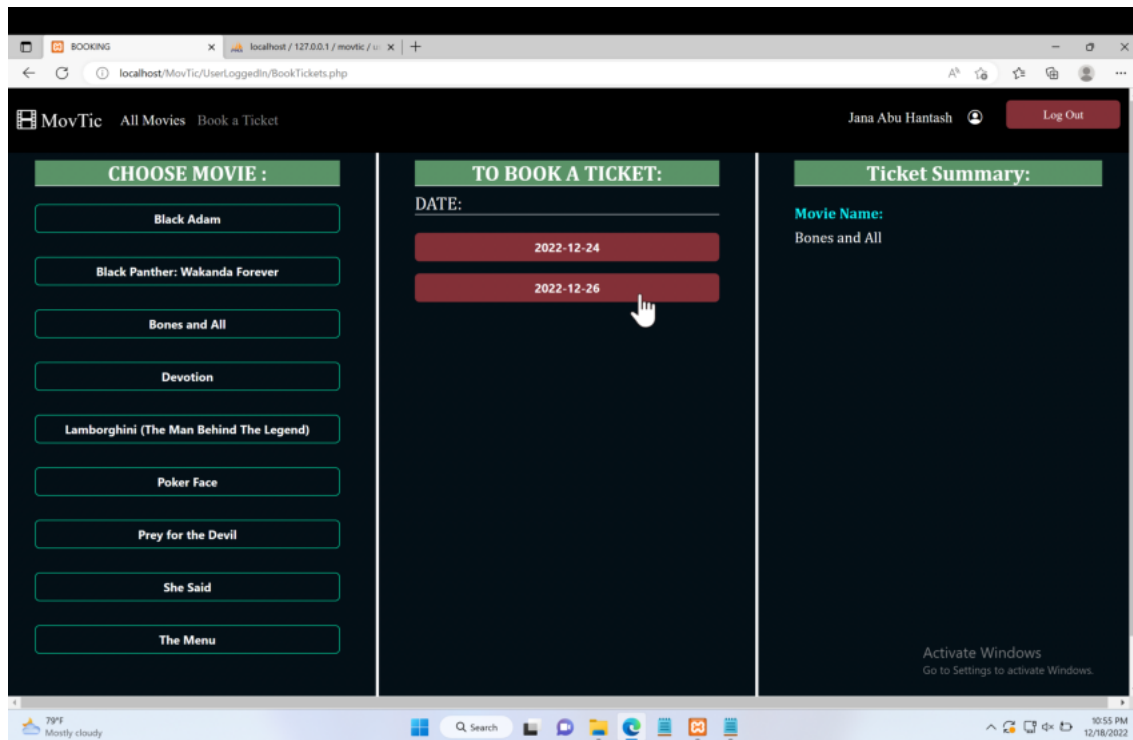 BOOKING
localhost / 127.0.0.1 / movtic / u
localhost/MovTic/UserLoggedIn/BookTickets.php
MovTic All Movies Book a Ticket
Jana Abu Hantash
Log Out
CHOOSE MOVIE :
Black Adam
Black Panther: Wakanda Forever
Bones and All
Devotion
Lamborghini (The Man Behind The Legend)
Poker Face
Prey for the Devil
She Said
The Menu
TO BOOK A TICKET:
DATE:
2022-12-24
2022-12-26
Ticket Summary:
Movie Name:
Bones and All
Activate Windows
Go to Settings to activate Windows.
79°F
Mostly cloudy
Search
10:55 PM
12/18/2022